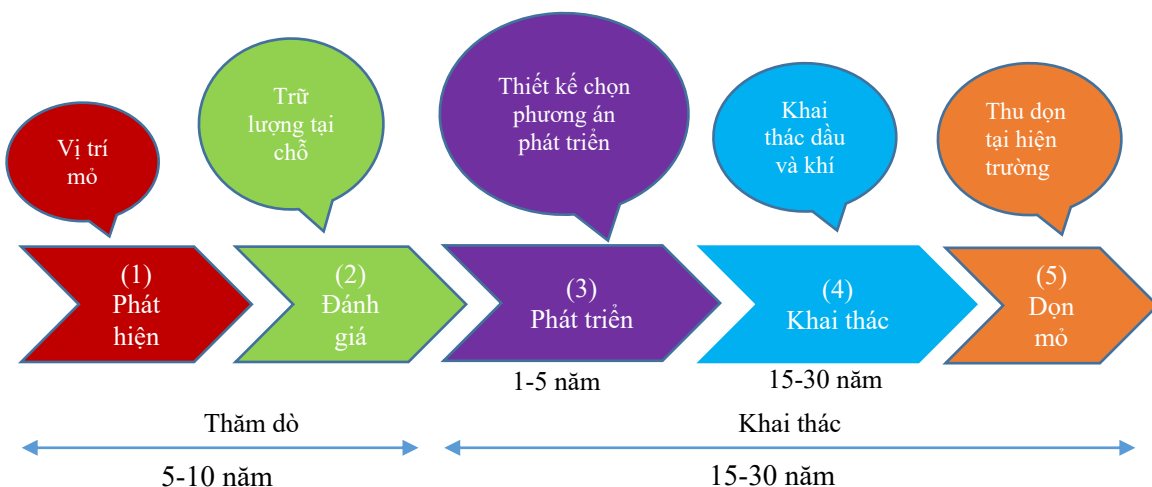 Vị trí
mỏ
Trữ
lượng tại
chỗ
Thiết kế chọn
phương án
phát triển
Khai
thác dầu
và khí
Thu dọn
tại hiện
trường
(1)
Phát
hiện
(2)
Đánh
giá
(3)
Phát triển
(4)
Khai thác
(5)
Dọn
mỏ
1-5 năm
15-30 năm
Thăm dò
Khai thác
5-10 năm
15-30 năm